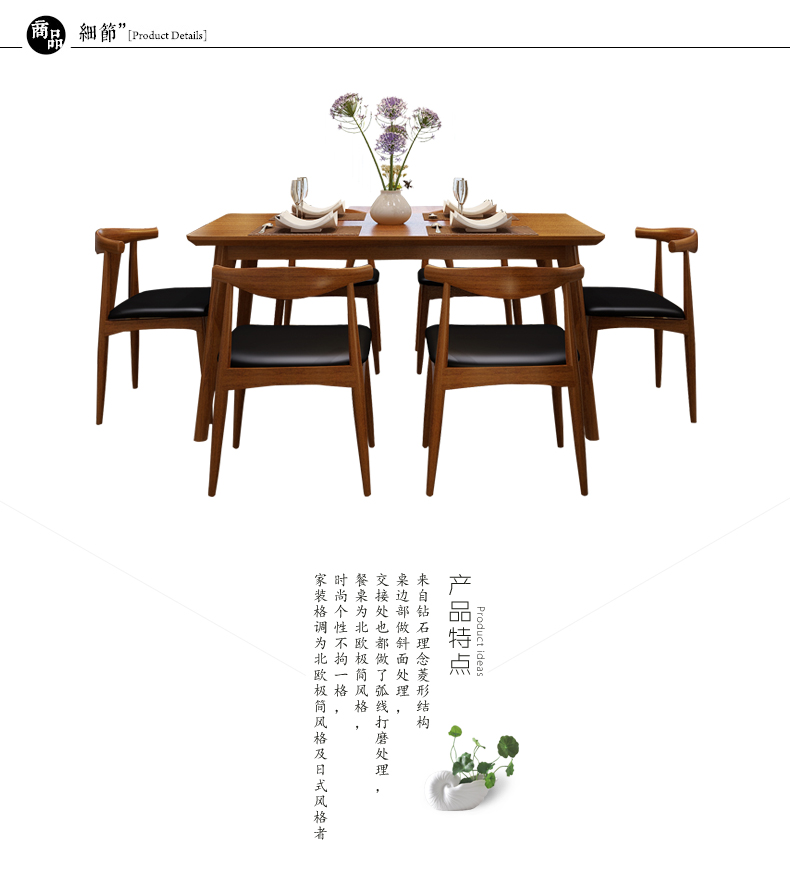 商品 細節” [Product Details]
产品特点
Product ideas
来自钻石理念菱形结构
桌边部做斜面处理，
交接处也都做了弧线打磨处理，
餐桌为北欧极简风格，
时尚个性不拘一格，
家装格调为北欧极简风格及日式风格者